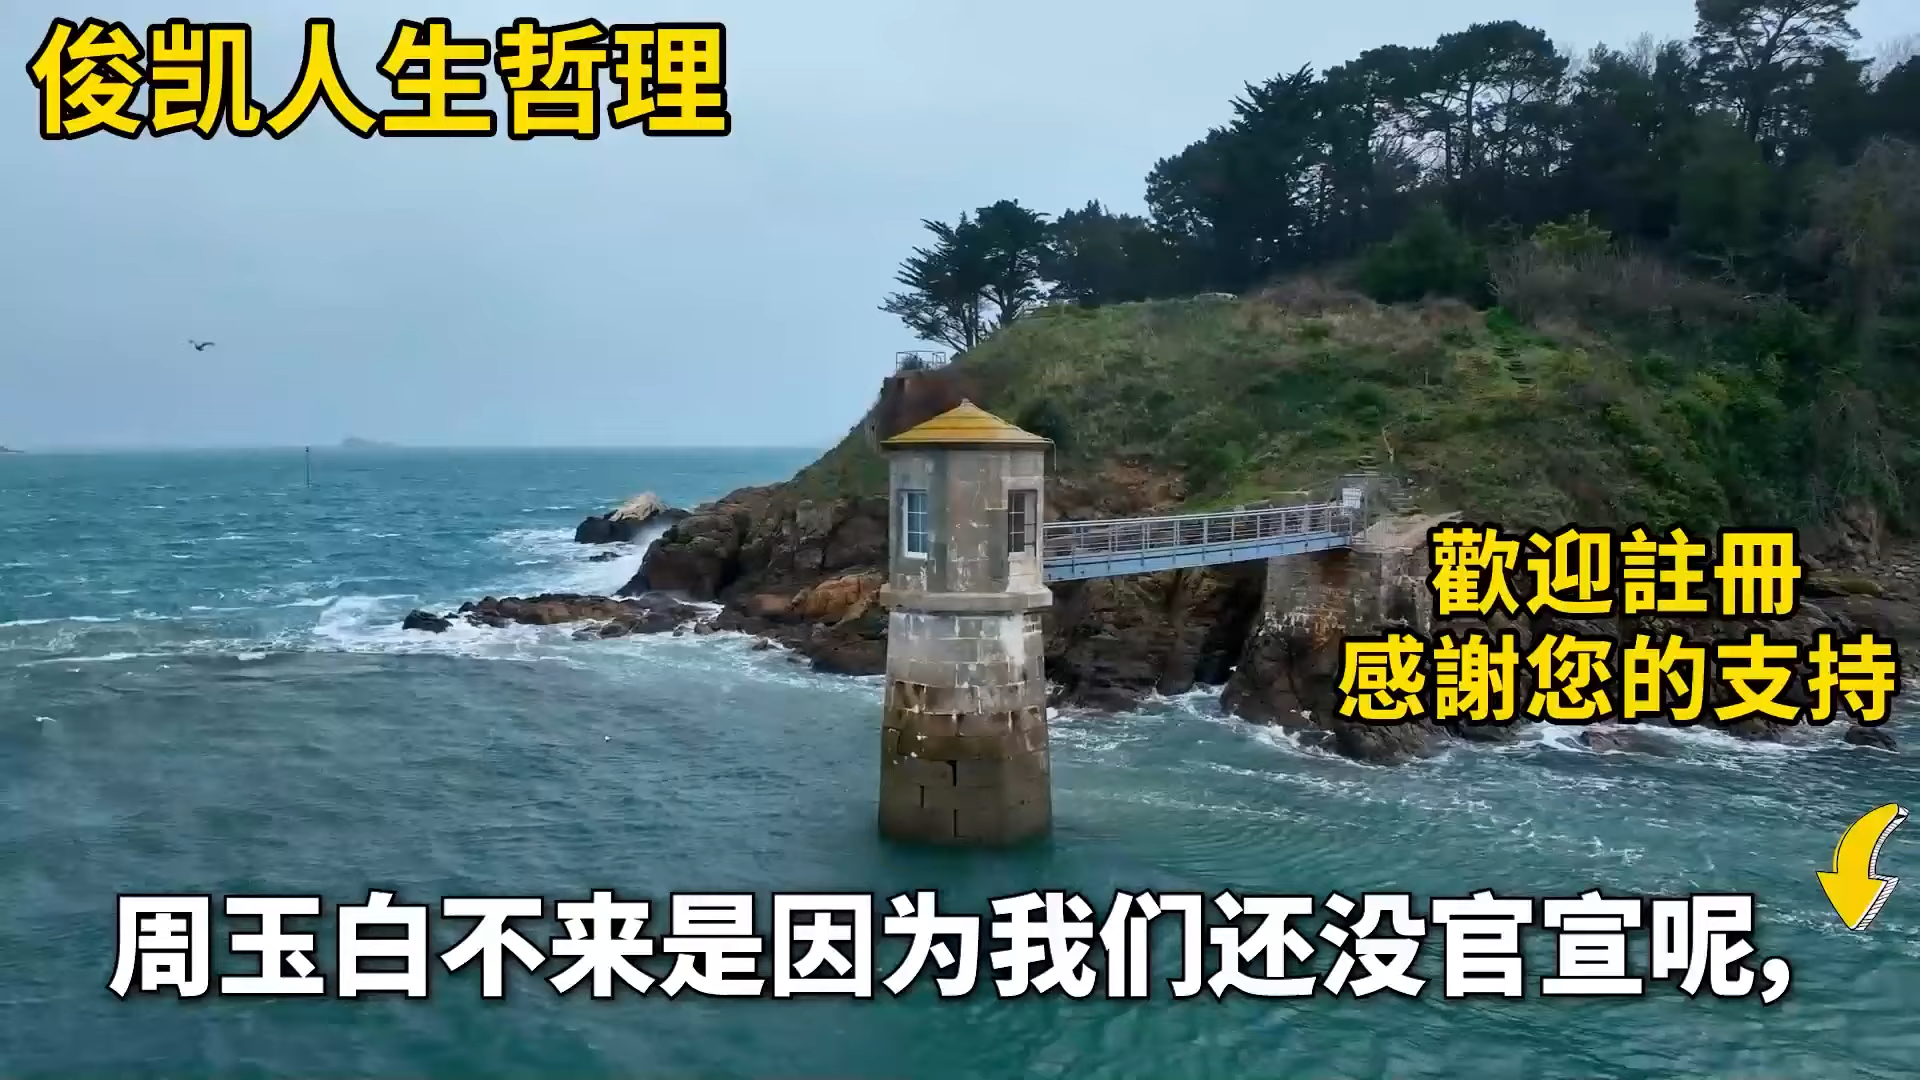 俊凯人生哲理
歡迎註冊
感謝您的支持
周玉白不来是因为我们还没官宣呢,